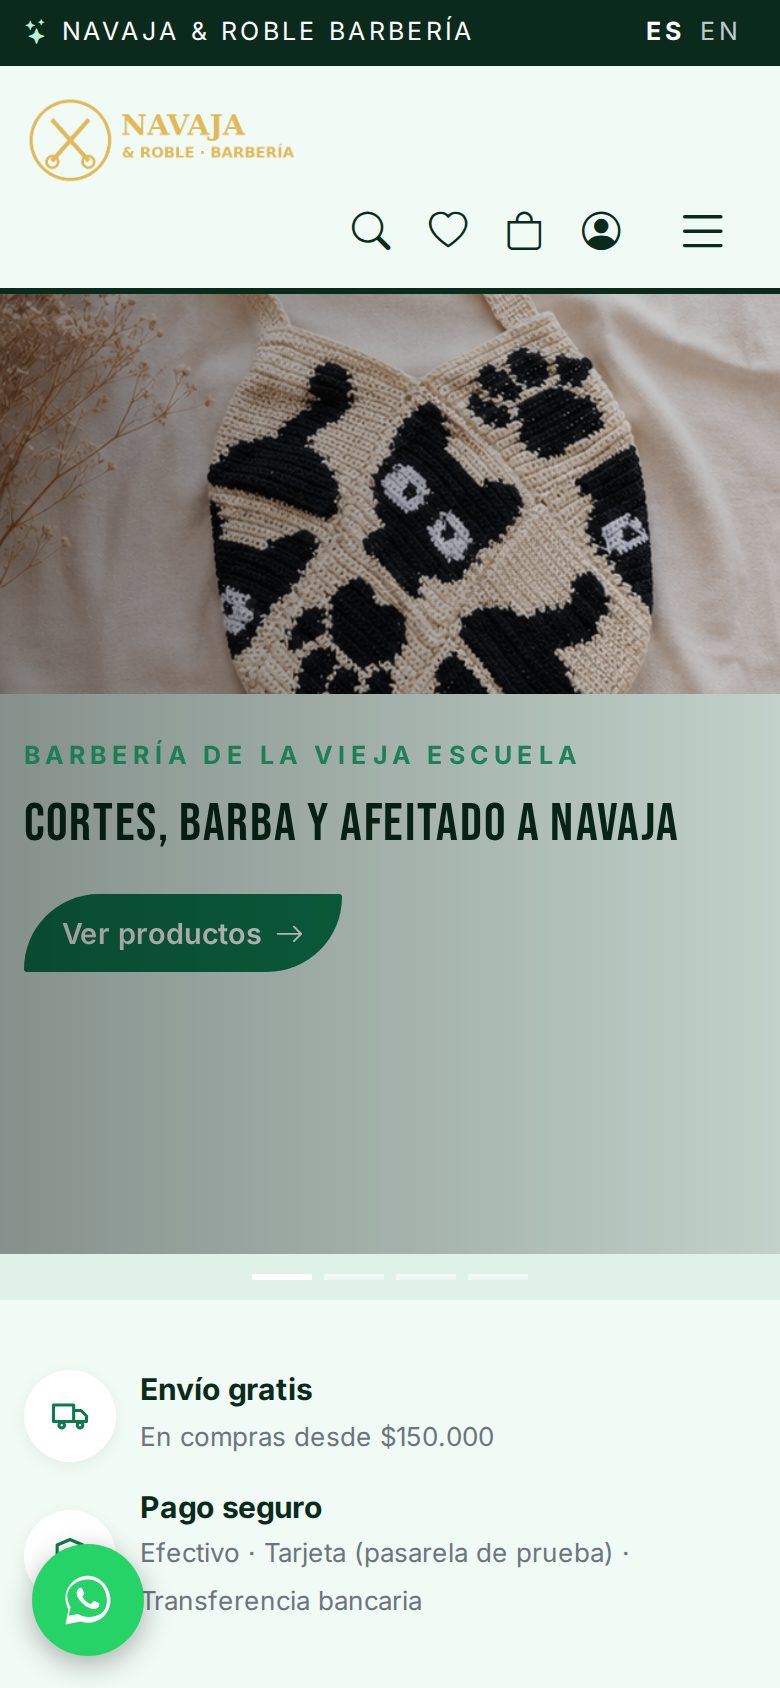 NAVAJA & ROBLE BARBERÍA
ES EN
NAVAJA
& ROBLE · BARBERÍA
BARBERÍA DE LA VIEJA ESCUELA
CORTES, BARBA Y AFEITADO A NAVAJA
Ver productos →
Envío gratis
En compras desde $150.000
Pago seguro
Efectivo · Tarjeta (pasarela de prueba) ·
Transferencia bancaria